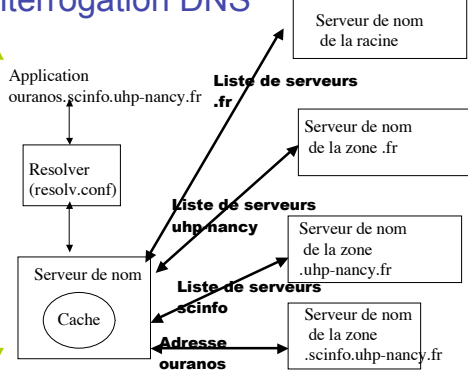 nterrogation DNS
Serveur de nom
de la racine
Application
ouranos.scinfo.uhp-nancy.fr
Liste de serveurs
.fr
Serveur de nom
de la zone .fr
Resolver
(resolv.conf)
Liste de serveurs
uhp-nancy
Serveur de nom
de la zone
.uhp-nancy.fr
Serveur de nom
Cache
Liste de serveurs
scinfo
Serveur de nom
de la zone
.scinfo.uhp-nancy.fr
Adresse
ouranos